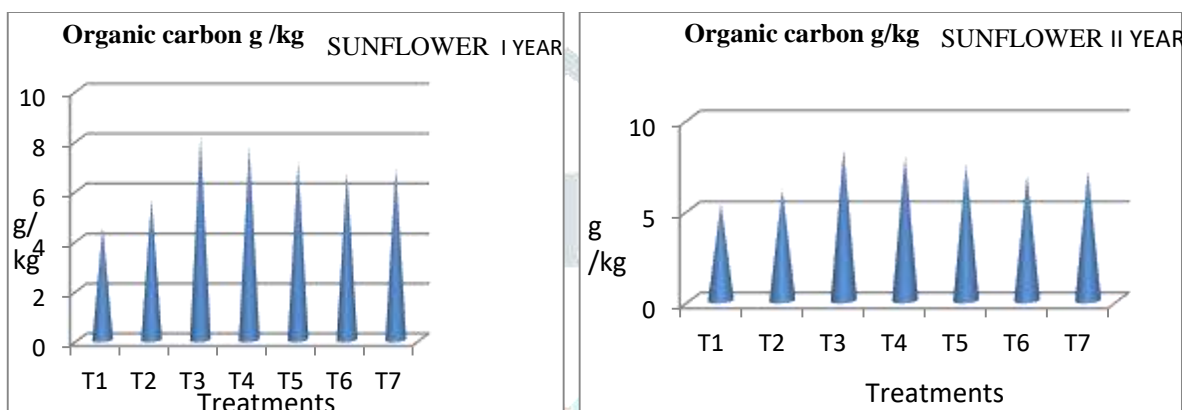 Organic carbon g /kg SUNFLOWER I YEAR
10
8
6
4
2
0
g/
kg
T1 T2 T3 T4 T5 T6 T7
Treatments
Organic carbon g/kg SUNFLOWER II YEAR
10
5
0
g
/kg
T1 T2 T3 T4 T5 T6 T7
Treatments